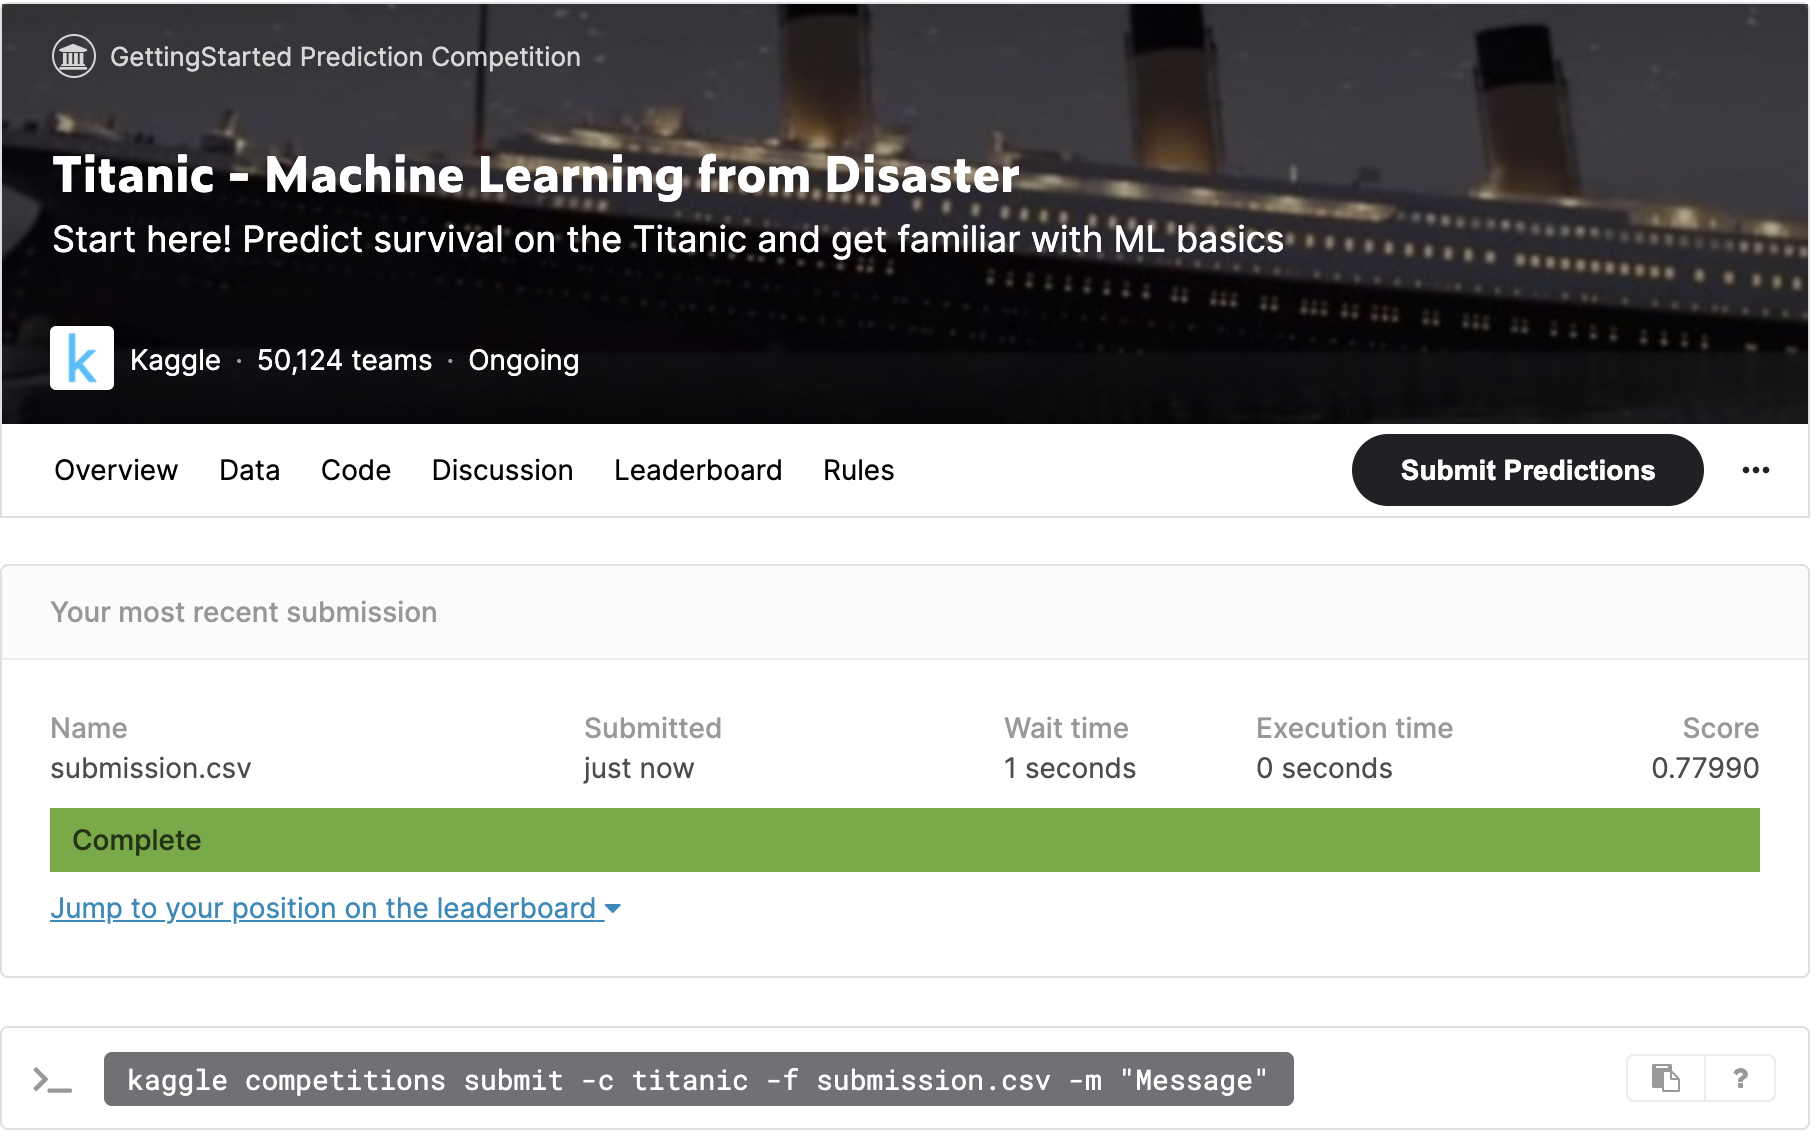 GettingStarted Prediction Competition
Titanic - Machine Learning from Disaster
Start here! Predict survival on the Titanic and get familiar with ML basics
k
Kaggle · 50,124 teams · Ongoing
Overview Data Code Discussion Leaderboard Rules Submit Predictions ···
Your most recent submission
Name Submitted Wait time Execution time Score
submission.csv just now 1 seconds 0 seconds 0.77990
Complete
Jump to your position on the leaderboard
>_ kaggle competitions submit -c titanic -f submission.csv -m "Message" ?